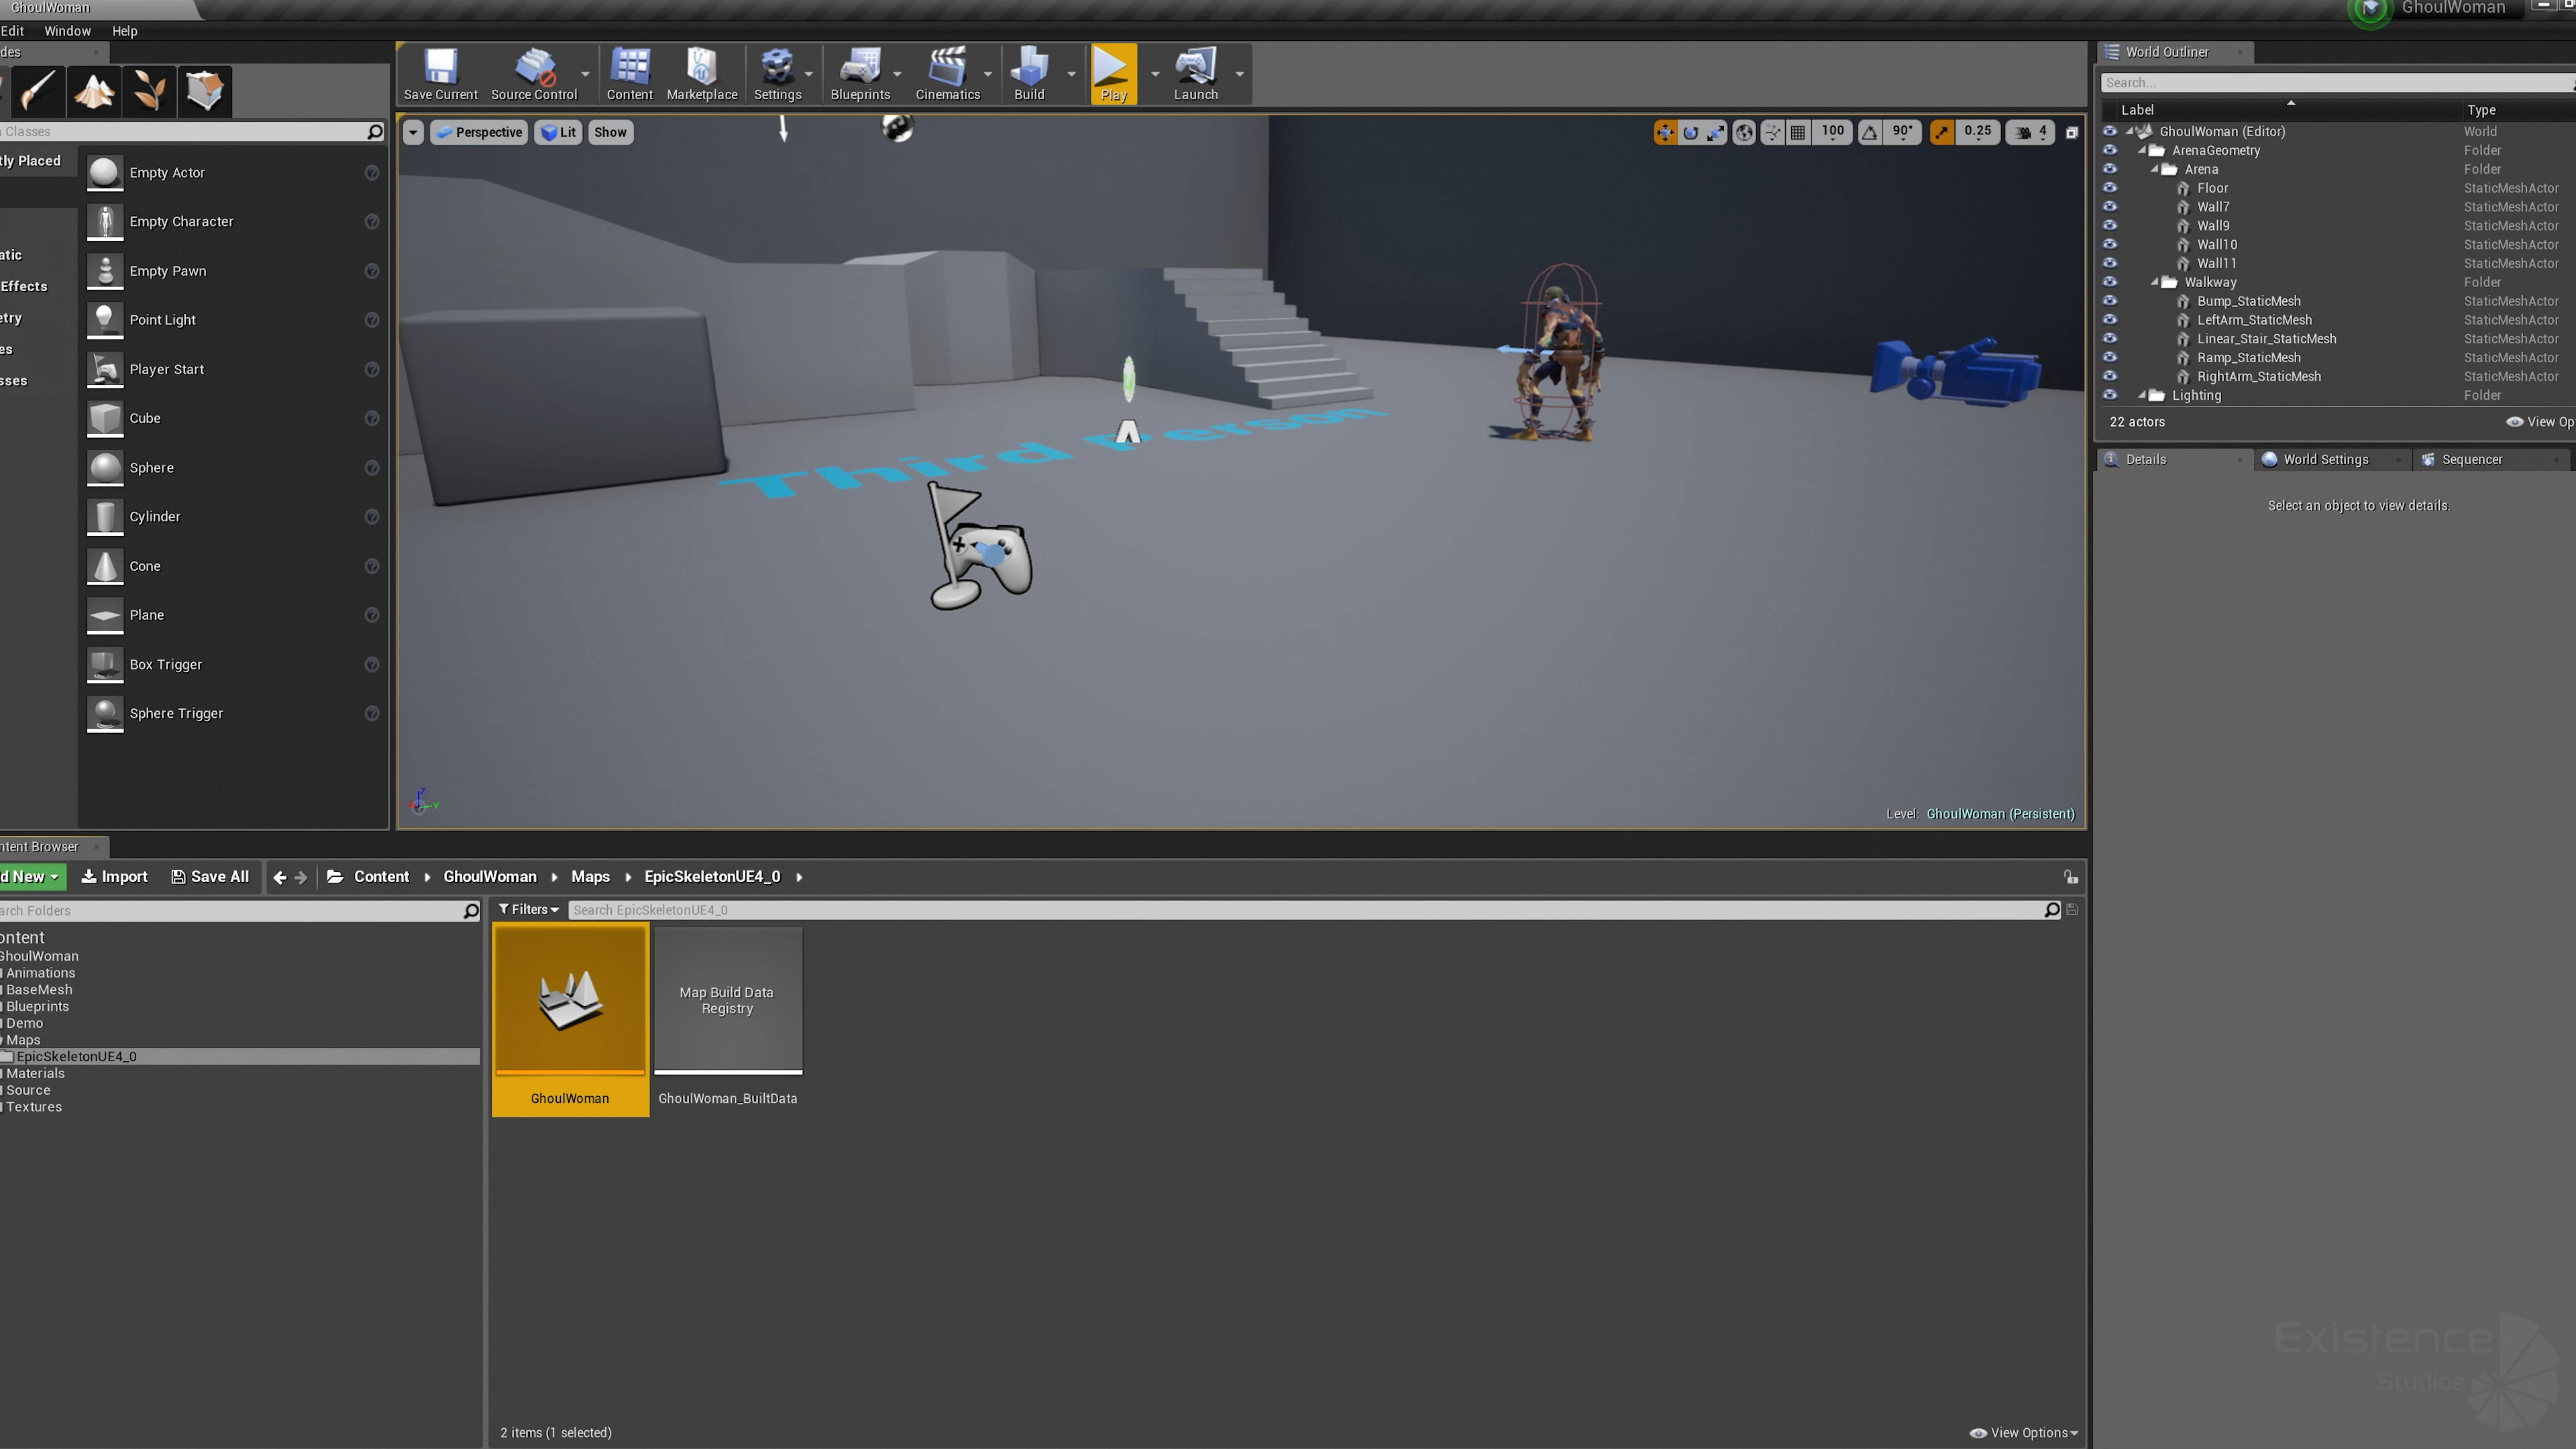 GhoulWoman
GhoulWoman
Edit Window Help
des
Save Current Source Control Content Marketplace Settings Blueprints Cinematics Build Play Launch
World Outliner
Search...
Label Type
Classes
Perspective Lit Show
100 90° 0.25 4
tly Placed
atic
Effects
etry
es
sses
Empty Actor
Empty Character
Empty Pawn
Point Light
Player Start
Cube
Sphere
Cylinder
Cone
Plane
Box Trigger
Sphere Trigger
Third Person
Level: GhoulWoman (Persistent)
GhoulWoman (Editor) World
ArenaGeometry Folder
Arena Folder
Floor StaticMeshActor
Wall7 StaticMeshActor
Wall9 StaticMeshActor
Wall10 StaticMeshActor
Wall11 StaticMeshActor
Walkway Folder
Bump_StaticMesh StaticMeshActor
LeftArm_StaticMesh StaticMeshActor
Linear_Stair_StaticMesh StaticMeshActor
Ramp_StaticMesh StaticMeshActor
RightArm_StaticMesh StaticMeshActor
Lighting Folder
22 actors View Op
Details World Settings Sequencer
Select an object to view details.
ntent Browser
d New Import Save All Content GhoulWoman Maps EpicSkeletonUE4_0
arch Folders
Filters Search EpicSkeletonUE4_0
ontent
GhoulWoman
Animations
BaseMesh
Blueprints
Demo
Maps
EpicSkeletonUE4_0
Materials
Source
Textures
Map Build Data
Registry
GhoulWoman GhoulWoman_BuiltData
2 items (1 selected)
View Options
Existence
Studios